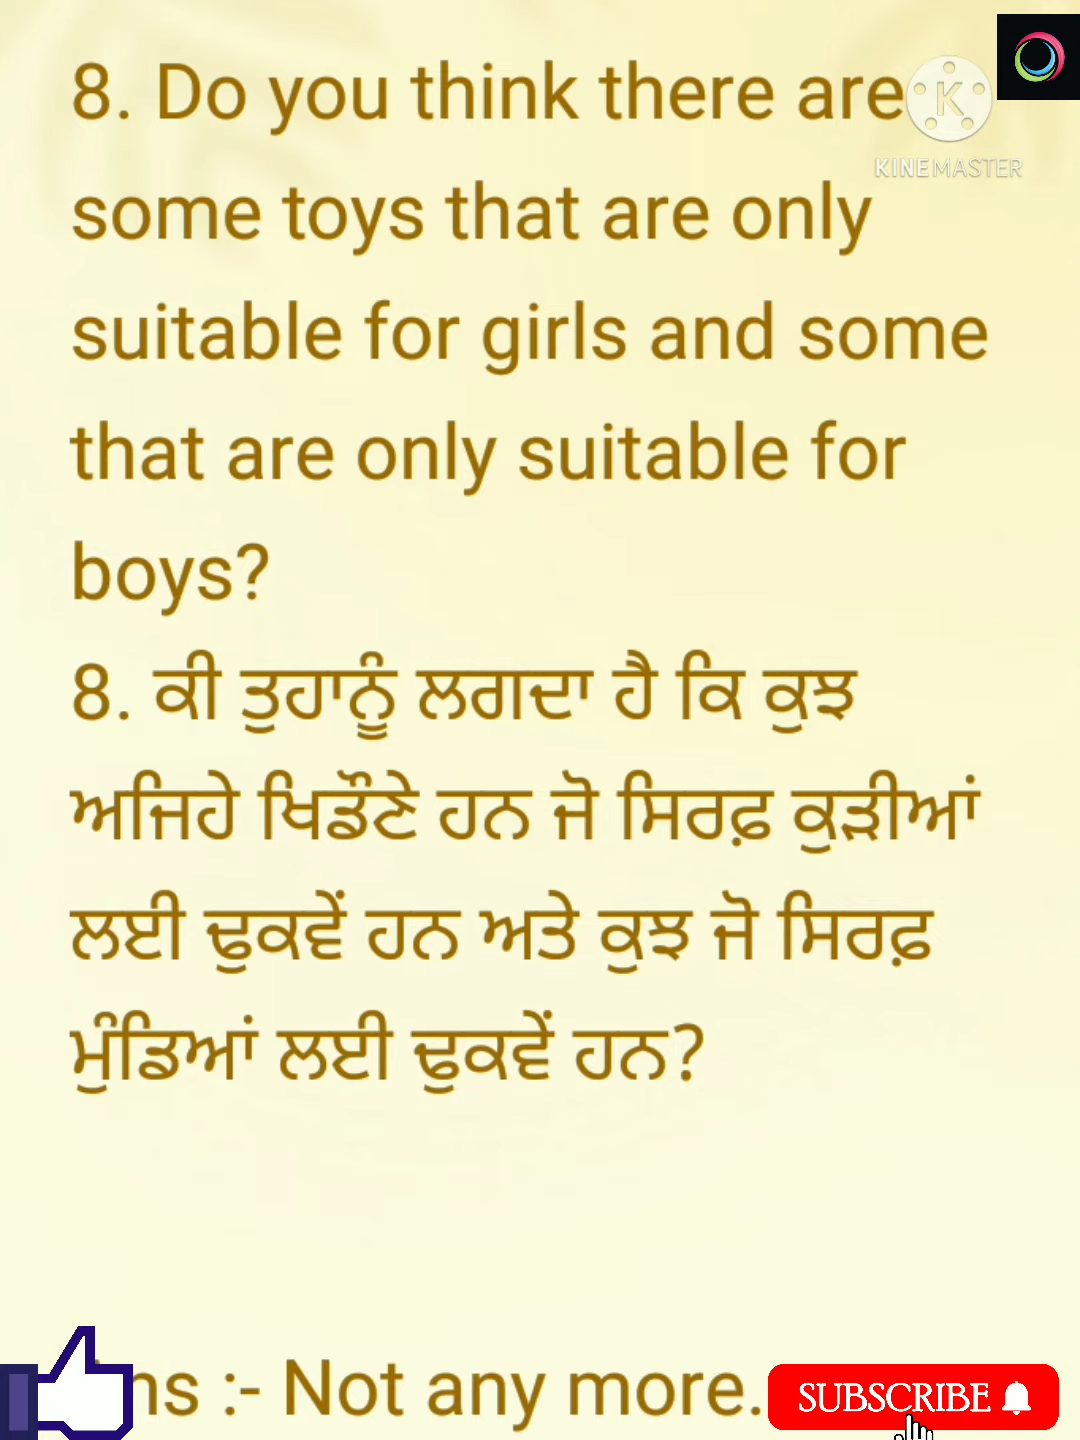 8. Do you think there are
KINEMASTER
some toys that are only
suitable for girls and some
that are only suitable for
boys?
8. ਕੀ ਤੁਹਾਨੂੰ ਲਗਦਾ ਹੈ ਕਿ ਕੁਝ
ਅਜਿਹੇ ਖਿਡੌਣੇ ਹਨ ਜੋ ਸਿਰਫ਼ ਕੁੜੀਆਂ
ਲਈ ਢੁਕਵੇਂ ਹਨ ਅਤੇ ਕੁਝ ਜੋ ਸਿਰਫ਼
ਮੁੰਡਿਆਂ ਲਈ ਢੁਕਵੇਂ ਹਨ?
ns :- Not any more.
SUBSCRIBE